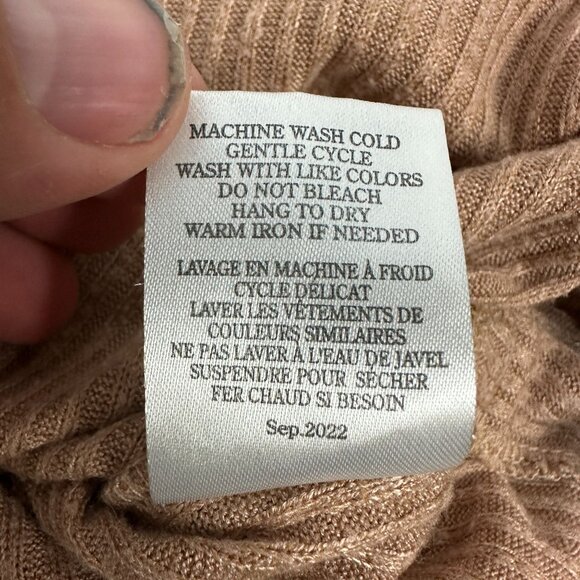 MACHINE WASH COLD
GENTLE CYCLE
WASH WITH LIKE COLORS
DO NOT BLEACH
HANG TO DRY
WARM IRON IF NEEDED
LAVAGE EN MACHINE À FROID
CYCLE DELICAT
LAVER LES VÊTEMENTS DE
COULEURS SIMILAIRES
NE PAS LAVER À L'EAU DE JAVEL
SUSPENDRE POUR SÉCHER
FER CHAUD SI BESOIN
Sep.2022